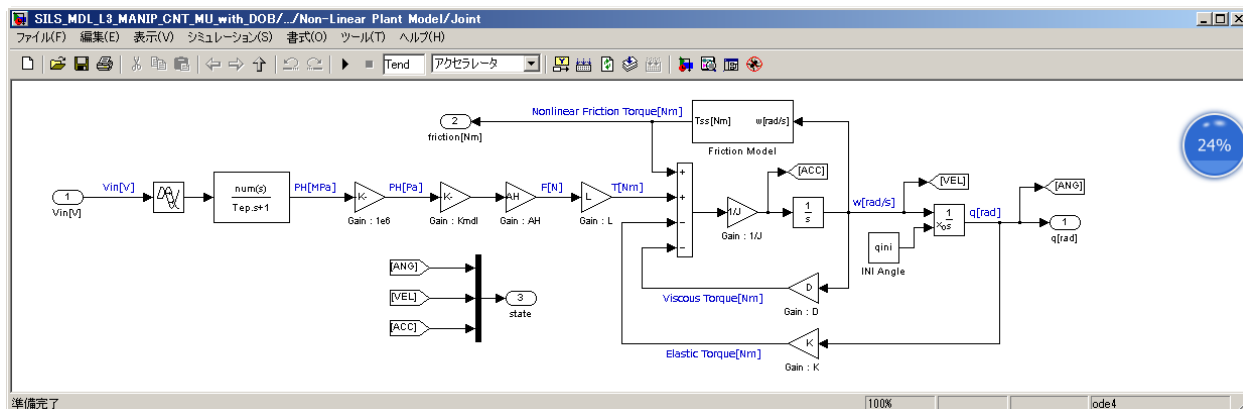 SILS_MDL_L3_MANIP_CNT_MU_with_DOB/.../Non-Linear Plant Model/Joint
ファイル(F) 編集(E) 表示(V) シミュレーション(S) 書式(O) ツール(T) ヘルプ(H)
Tend アクセラレータ
Nonlinear Friction Torque[Nm]
2
friction[Nm]
Tss[Nm] w[rad/s]
Friction Model
24%
1
Vin[V]
Vin[V]
num(s)
Tep.s+1
PH[MPa]
K-
Gain : 1e6
PH[Pa]
K-
Gain : Kmdl
AH
Gain : AH
F[N]
L
Gain : L
T[Nm]
+
+
−
−
1/J
Gain : 1/J
[ACC]
1
s
w[rad/s]
[VEL]
qini
INI Angle
xo
1
s
q[rad]
[ANG]
1
q[rad]
[ANG]
[VEL]
[ACC]
3
state
D
Gain : D
Viscous Torque[Nm]
K
Gain : K
Elastic Torque[Nm]
準備完了 100% ode4